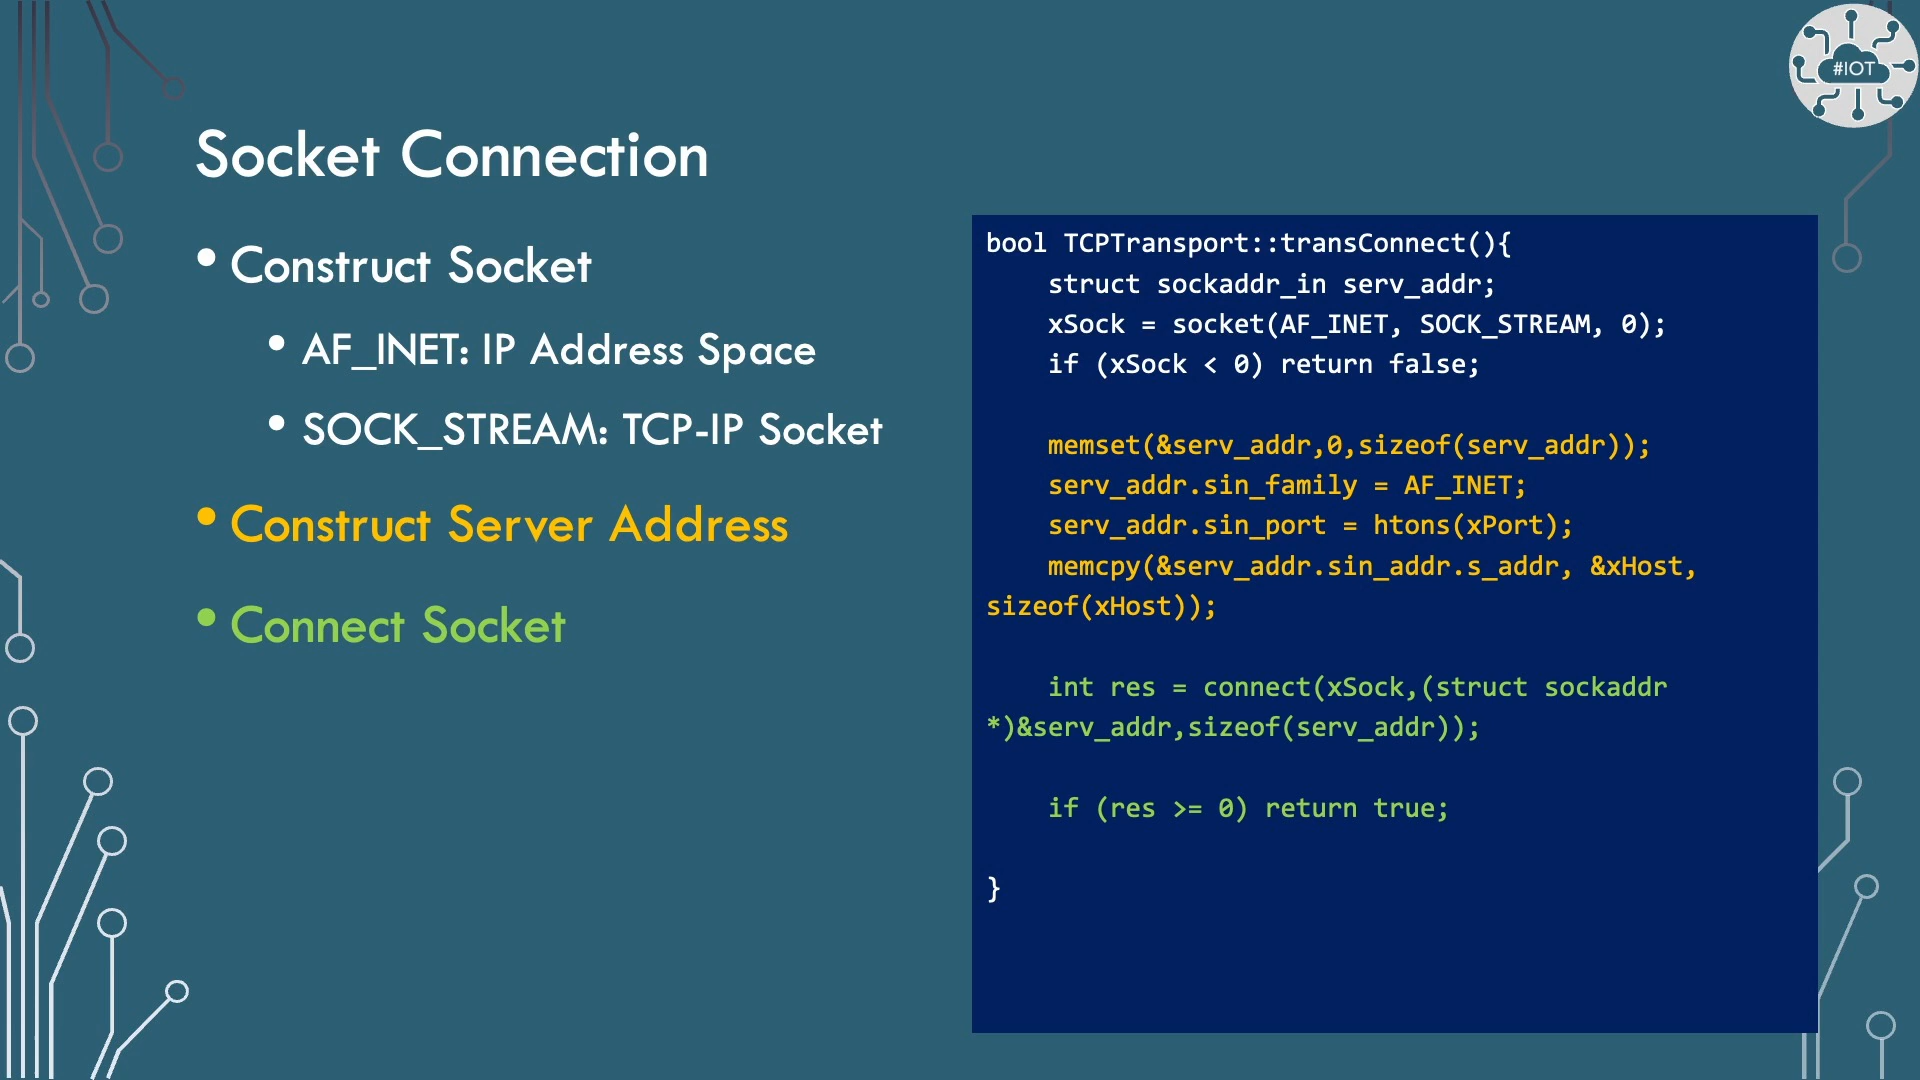 #IOT
Socket Connection
• Construct Socket
• AF_INET: IP Address Space
• SOCK_STREAM: TCP-IP Socket
• Construct Server Address
• Connect Socket
bool TCPTransport::transConnect(){
    struct sockaddr_in serv_addr;
    xSock = socket(AF_INET, SOCK_STREAM, 0);
    if (xSock < 0) return false;
    memset(&serv_addr,0,sizeof(serv_addr));
    serv_addr.sin_family = AF_INET;
    serv_addr.sin_port = htons(xPort);
    memcpy(&serv_addr.sin_addr.s_addr, &xHost,
sizeof(xHost));
    int res = connect(xSock,(struct sockaddr
*)&serv_addr,sizeof(serv_addr));
    if (res >= 0) return true;
}